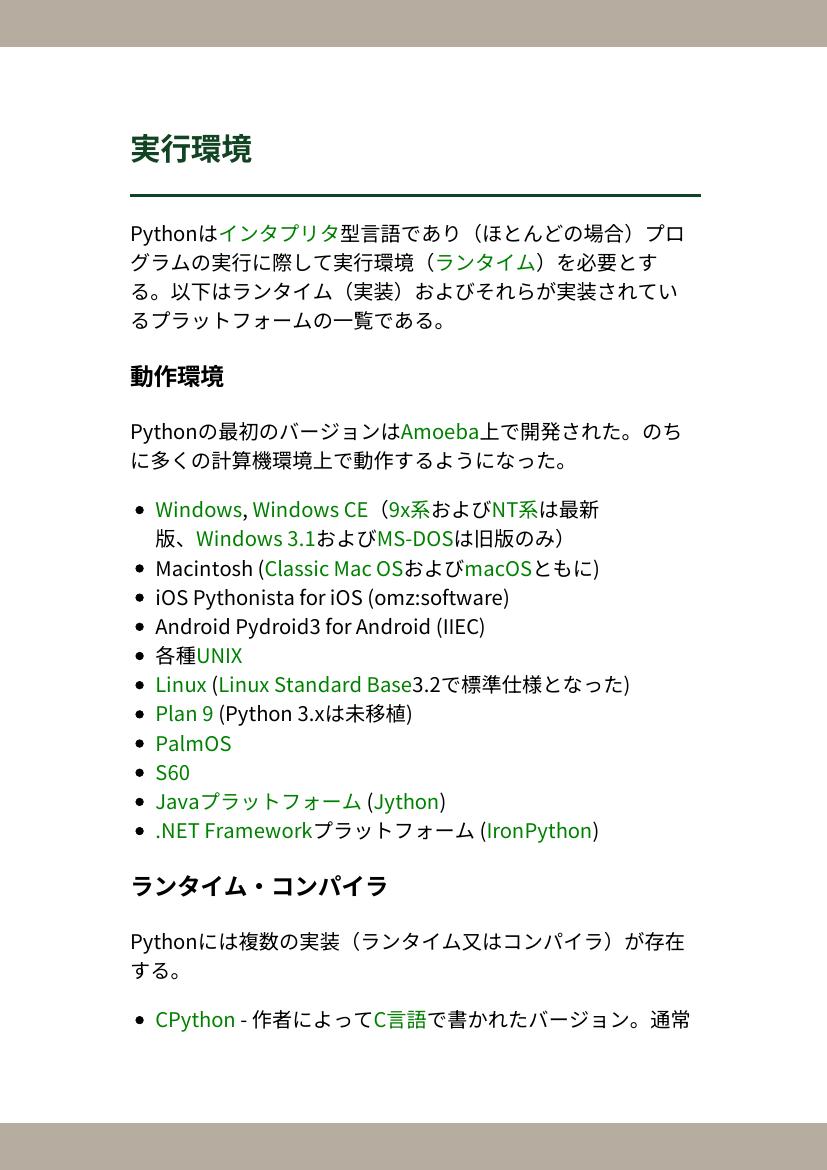 実行環境
Pythonはインタプリタ型言語であり（ほとんどの場合）プロ
グラムの実行に際して実行環境（ランタイム）を必要とす
る。以下はランタイム（実装）およびそれらが実装されてい
るプラットフォームの一覧である。
動作環境
Pythonの最初のバージョンはAmoeba上で開発された。のち
に多くの計算機環境上で動作するようになった。
• Windows, Windows CE（9x系およびNT系は最新
版、Windows 3.1およびMS-DOSは旧版のみ）
• Macintosh (Classic Mac OSおよびmacOSともに)
• iOS Pythonista for iOS (omz:software)
• Android Pydroid3 for Android (IIEC)
• 各種UNIX
• Linux (Linux Standard Base3.2で標準仕様となった)
• Plan 9 (Python 3.xは未移植)
• PalmOS
• S60
• Javaプラットフォーム (Jython)
• .NET Frameworkプラットフォーム (IronPython)
ランタイム・コンパイラ
Pythonには複数の実装（ランタイム又はコンパイラ）が存在
する。
• CPython - 作者によってC言語で書かれたバージョン。通常